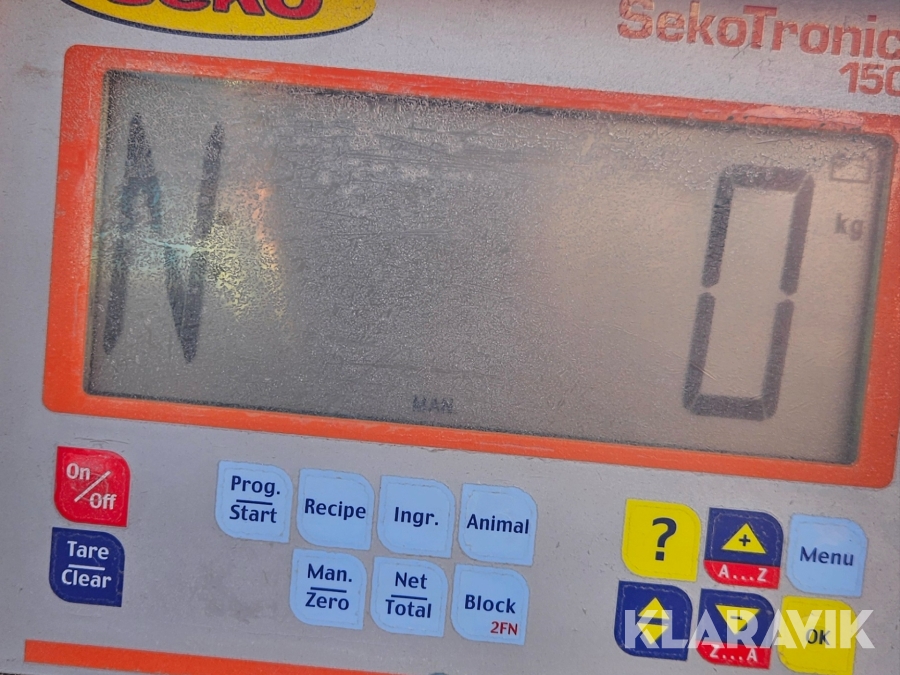 Seko
SekoTronic
150
N 0
kg
MAN
On/Off
Tare
Clear
Prog.
Start
Recipe
Ingr.
Animal
Man.
Zero
Net
Total
Block
2FN
?
+
A...Z
Menu
Z...A
Ok
KLARAVIK